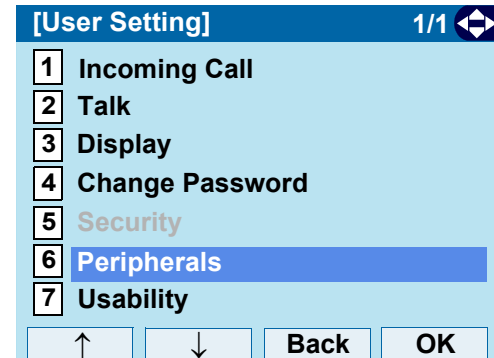 [User Setting] 1/1
1 Incoming Call
2 Talk
3 Display
4 Change Password
5 Security
6 Peripherals
7 Usability
↑ ↓ Back OK